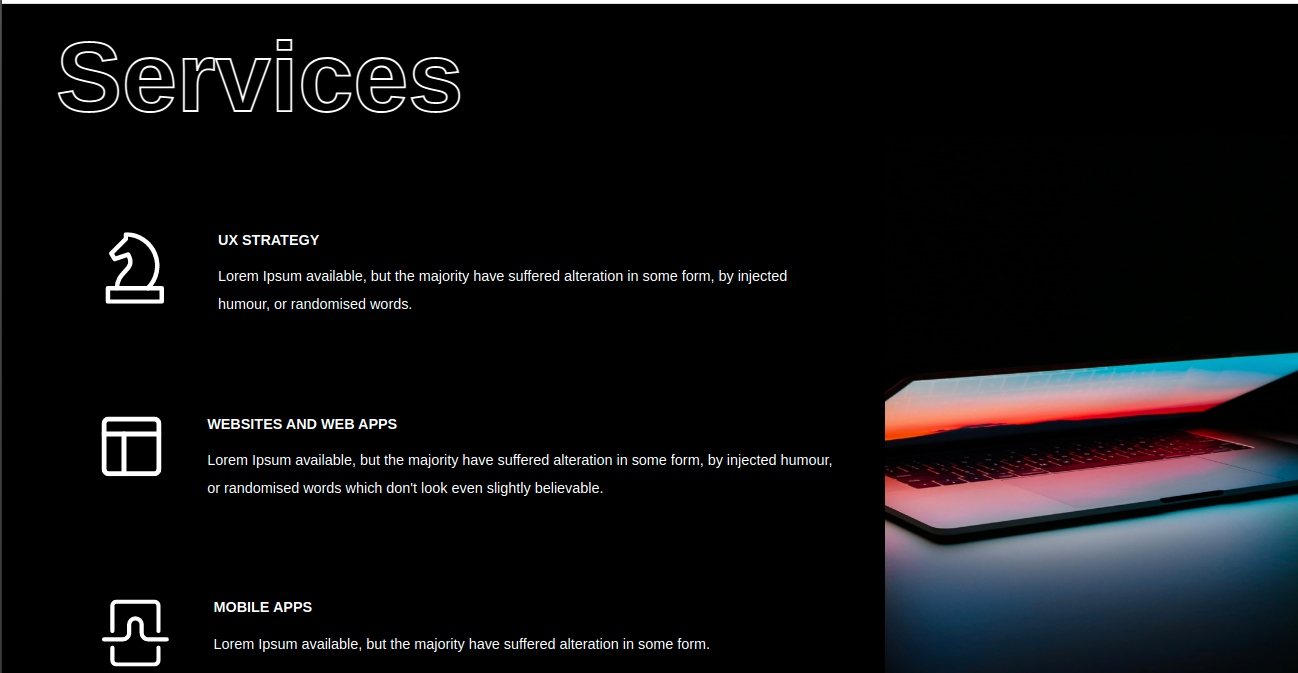 Services
UX STRATEGY
Lorem Ipsum available, but the majority have suffered alteration in some form, by injected
humour, or randomised words.
WEBSITES AND WEB APPS
Lorem Ipsum available, but the majority have suffered alteration in some form, by injected humour,
or randomised words which don't look even slightly believable.
MOBILE APPS
Lorem Ipsum available, but the majority have suffered alteration in some form.